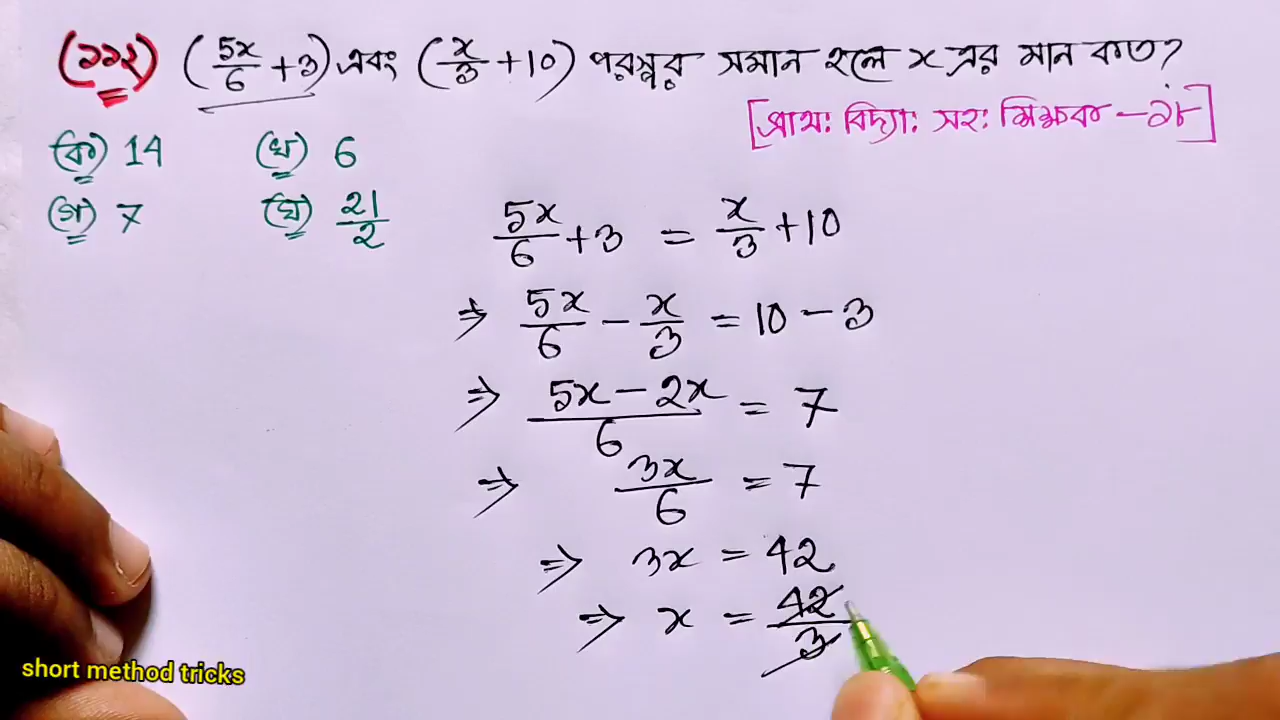 (১১২) (5x/6 + 3) এবং (x/3 + 10) পরস্পর সমান হলে x এর মান কত?
[প্রাথ: বিদ্যা: সহ: শিক্ষক -১৮]
(ক) 14 (খ) 6
(গ) 7 (ঘ) 21/2
5x/6 + 3 = x/3 + 10
⇒ 5x/6 - x/3 = 10 - 3
⇒ (5x - 2x)/6 = 7
⇒ 3x/6 = 7
⇒ 3x = 42
⇒ x = 42/3
short method tricks